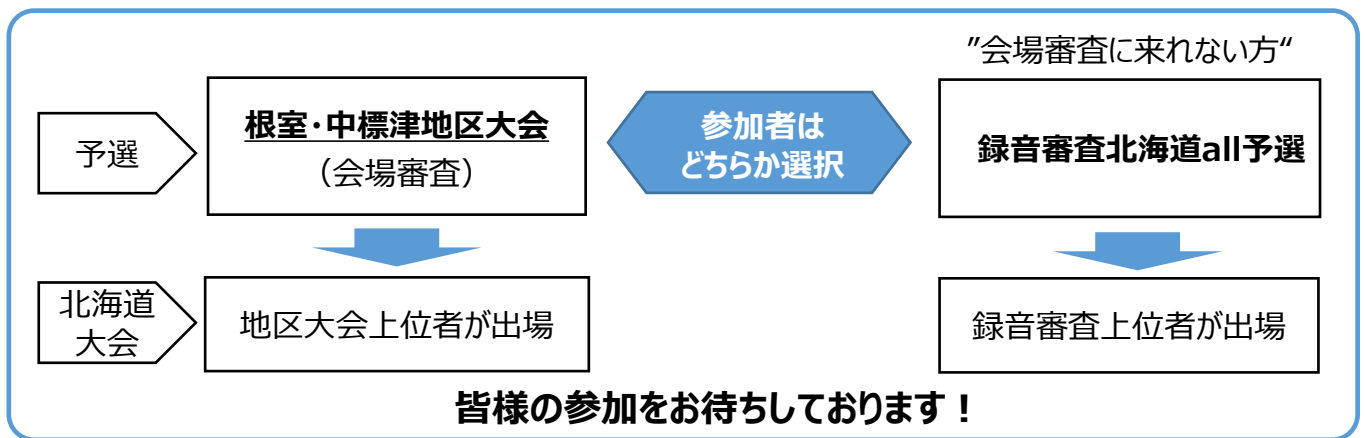 ”会場審査に来れない方“
予選
根室・中標津地区大会
（会場審査）
参加者は
どちらか選択
録音審査北海道all予選
北海道
大会
地区大会上位者が出場
録音審査上位者が出場
皆様の参加をお待ちしております！